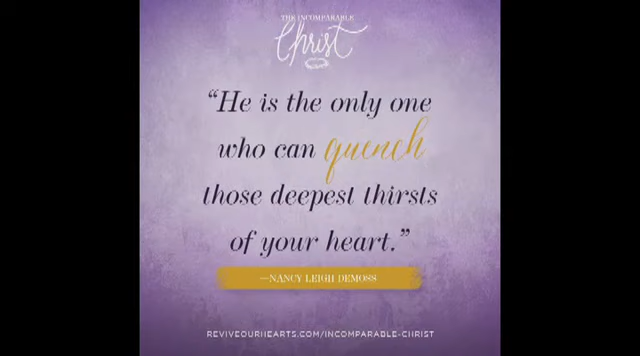 THE INCOMPARABLE
Christ
“He is the only one
who can quench
those deepest thirsts
of your heart.”
—NANCY LEIGH DEMOSS
REVIVEOURHEARTS.COM/INCOMPARABLE-CHRIST